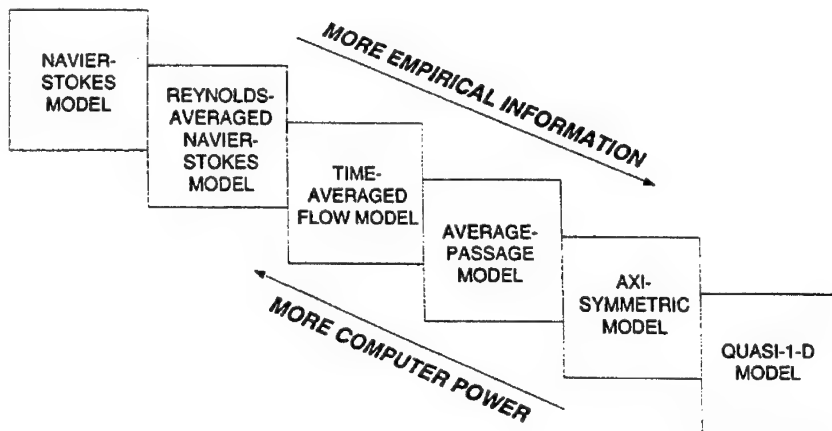 NAVIER-
STOKES
MODEL
REYNOLDS-
AVERAGED
NAVIER-
STOKES
MODEL
TIME-
AVERAGED
FLOW MODEL
AVERAGE-
PASSAGE
MODEL
AXI-
SYMMETRIC
MODEL
QUASI-1-D
MODEL
MORE EMPIRICAL INFORMATION
MORE COMPUTER POWER